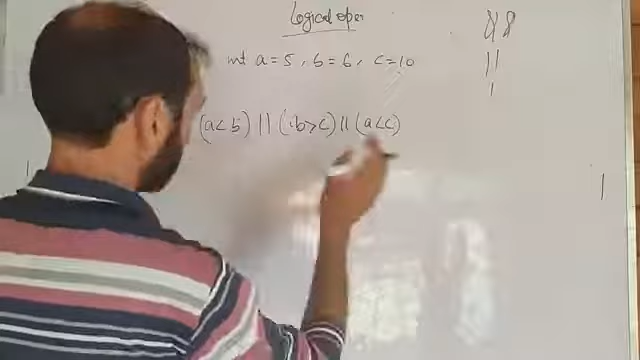 Logical oper
&&
int a = 5, b = 6, c = 10
||
!
(a < b) || (b > c) || (a < c)